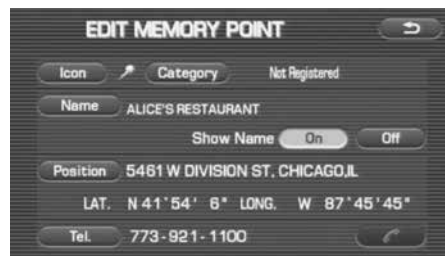 EDIT MEMORY POINT
Icon Category Not Registered
Name ALICE'S RESTAURANT
Show Name On Off
Position 5461 W DIVISION ST, CHICAGO,IL
LAT. N 41°54' 6" LONG. W 87°45'45"
Tel. 773-921-1100